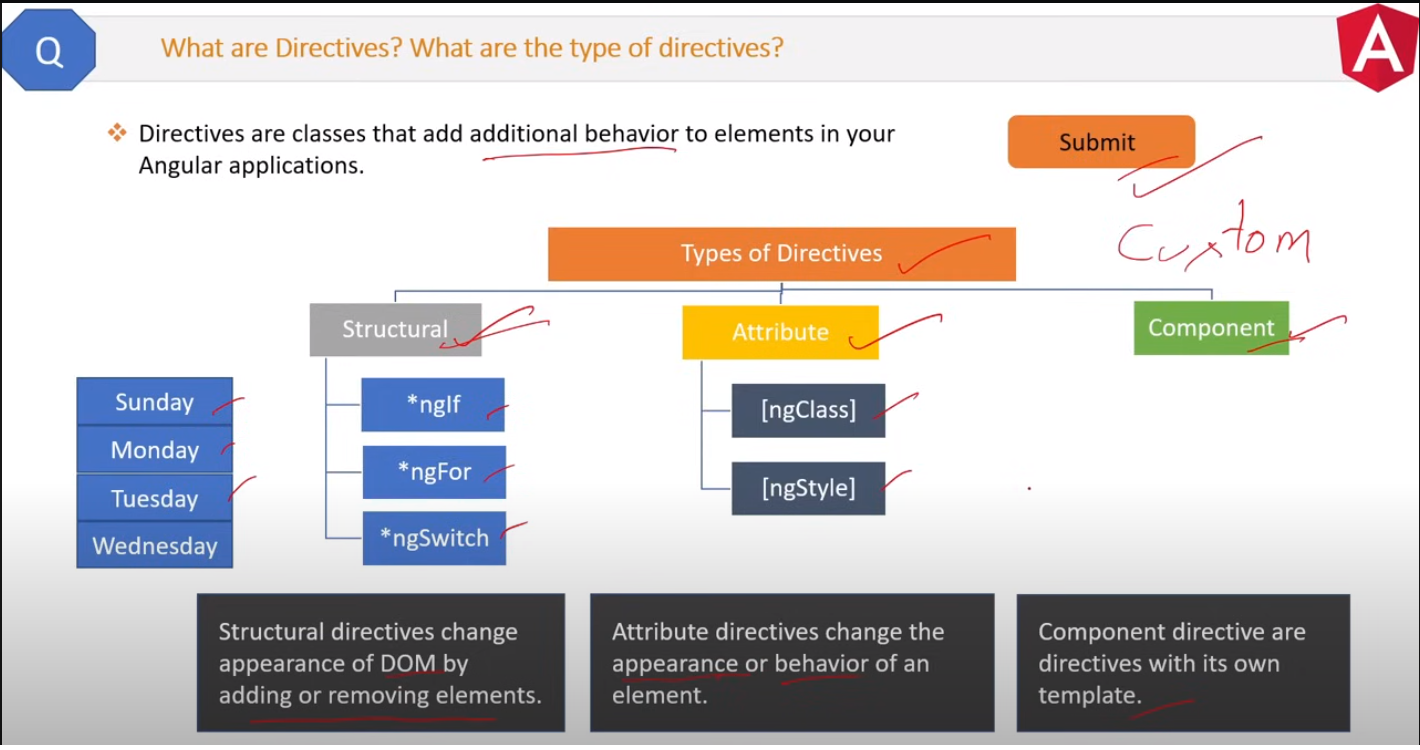 Q
What are Directives? What are the type of directives?
A
Directives are classes that add additional behavior to elements in your
Angular applications.
Submit
Custom
Types of Directives
Structural
Attribute
Component
Sunday
Monday
Tuesday
Wednesday
*ngIf
*ngFor
*ngSwitch
[ngClass]
[ngStyle]
Structural directives change
appearance of DOM by
adding or removing elements.
Attribute directives change the
appearance or behavior of an
element.
Component directive are
directives with its own
template.